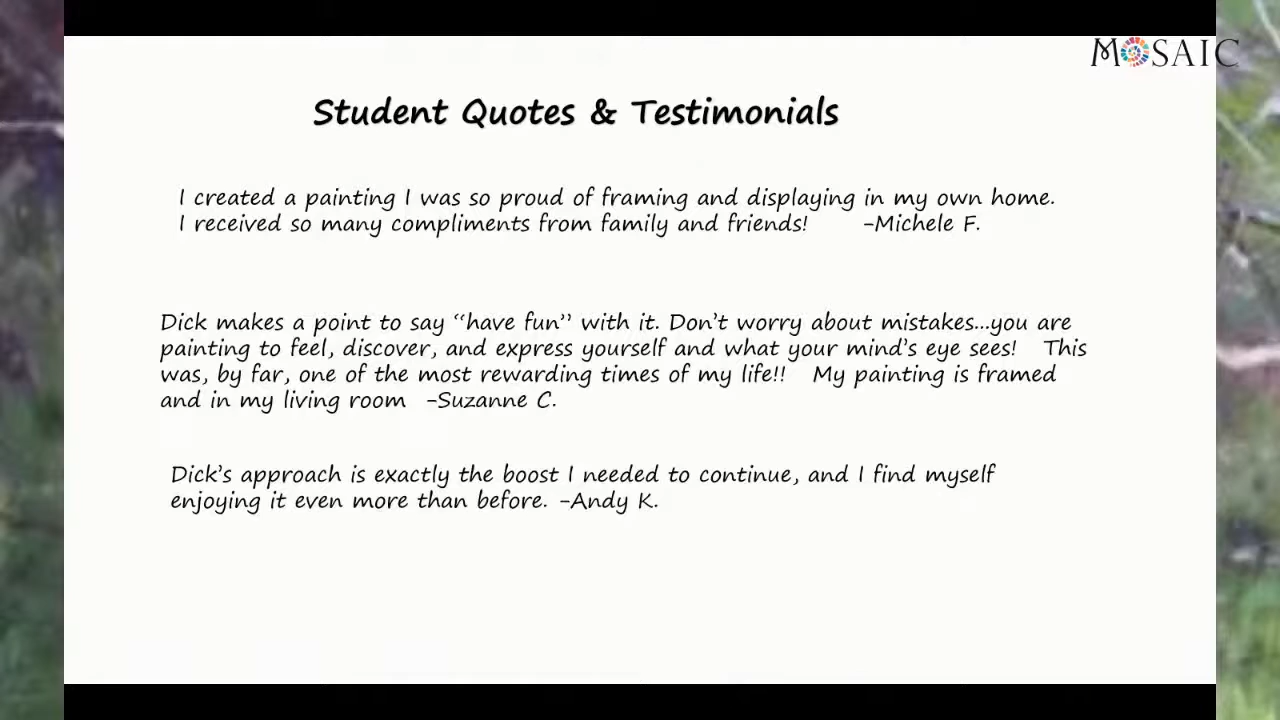 MOSAIC
Student Quotes & Testimonials
I created a painting I was so proud of framing and displaying in my own home.
I received so many compliments from family and friends! -Michele F.
Dick makes a point to say “have fun” with it. Don’t worry about mistakes...you are
painting to feel, discover, and express yourself and what your mind’s eye sees! This
was, by far, one of the most rewarding times of my life!! My painting is framed
and in my living room -Suzanne C.
Dick’s approach is exactly the boost I needed to continue, and I find myself
enjoying it even more than before. -Andy K.